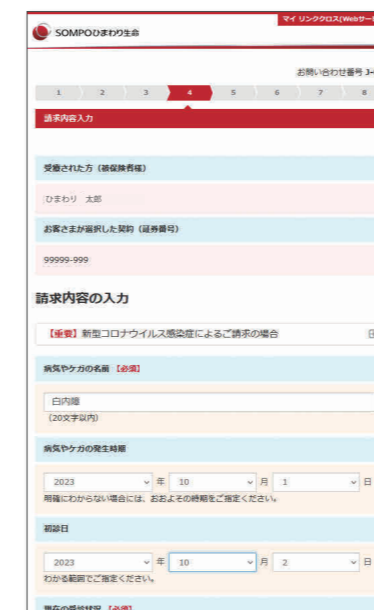 マイ リンククロス(Webサー
SOMPOひまわり生命
お問い合わせ番号 3-
1 2 3 4 5 6 7 8
請求内容入力
受療された方（被保険者様）
ひまわり 太郎
お客さまが選択した契約（証券番号）
99999-999
請求内容の入力
【重要】新型コロナウイルス感染症によるご請求の場合
病気やケガの名前 【必須】
白内障
(20文字以内)
病気やケガの発生時期
2023 年 10 月 1 日
明確にわからない場合には、おおよその時期をご指定ください。
初診日
2023 年 10 月 2 日
わかる範囲でご指定ください。
現在の受診状況 【必須】